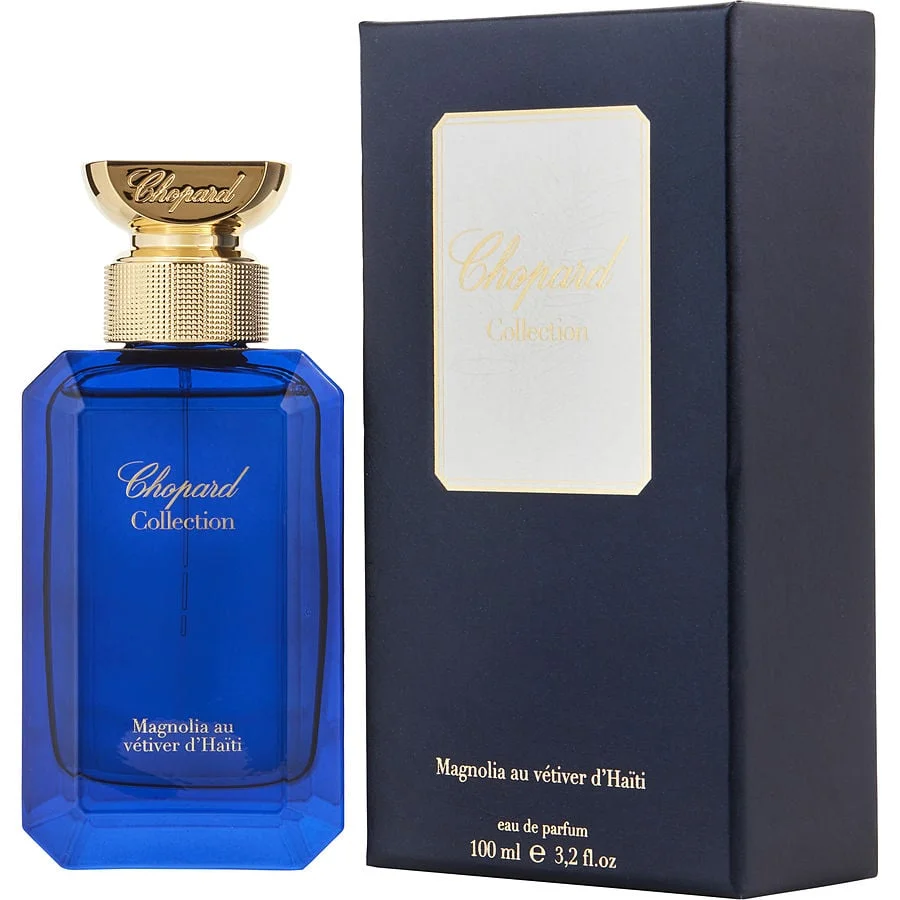 Chopard
Chopard
Collection
Magnolia au
vétiver d'Haïti
Chopard
Collection
Magnolia au vétiver d'Haïti
eau de parfum
100 ml ℮ 3,2 fl.oz